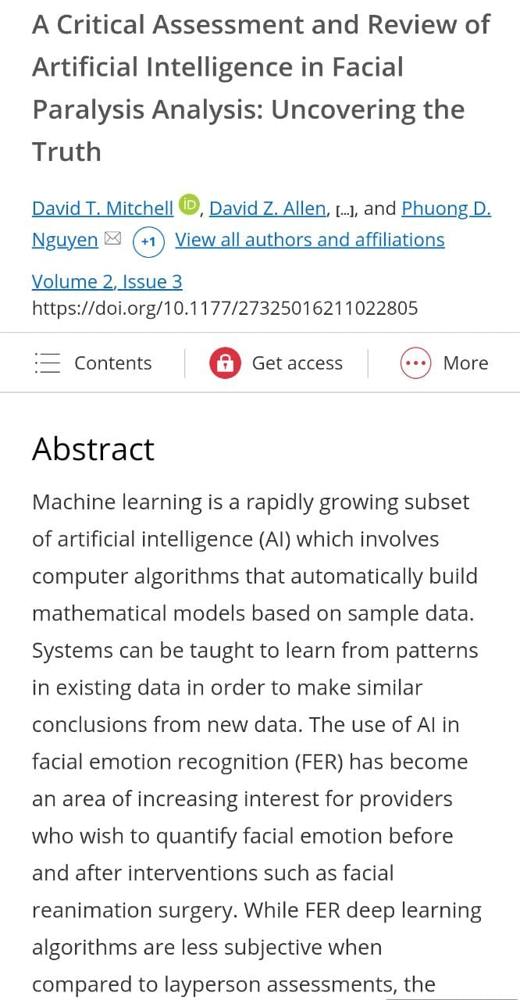 A Critical Assessment and Review of
Artificial Intelligence in Facial
Paralysis Analysis: Uncovering the
Truth
David T. Mitchell iD, David Z. Allen, [...], and Phuong D.
Nguyen +1 View all authors and affiliations
Volume 2, Issue 3
https://doi.org/10.1177/27325016211022805
Contents Get access More
Abstract
Machine learning is a rapidly growing subset
of artificial intelligence (AI) which involves
computer algorithms that automatically build
mathematical models based on sample data.
Systems can be taught to learn from patterns
in existing data in order to make similar
conclusions from new data. The use of AI in
facial emotion recognition (FER) has become
an area of increasing interest for providers
who wish to quantify facial emotion before
and after interventions such as facial
reanimation surgery. While FER deep learning
algorithms are less subjective when
compared to layperson assessments, the